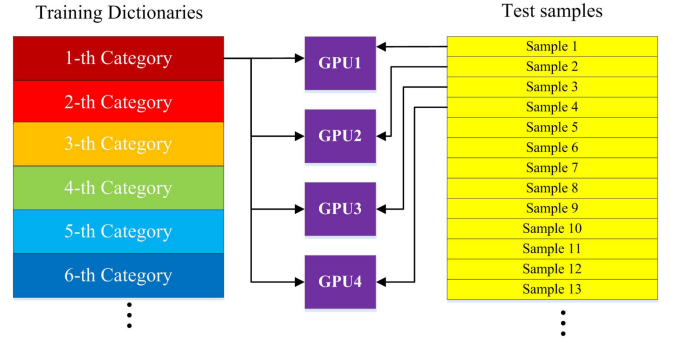 Training Dictionaries
1-th Category
2-th Category
3-th Category
4-th Category
5-th Category
6-th Category
GPU1
GPU2
GPU3
GPU4
Test samples
Sample 1
Sample 2
Sample 3
Sample 4
Sample 5
Sample 6
Sample 7
Sample 8
Sample 9
Sample 10
Sample 11
Sample 12
Sample 13